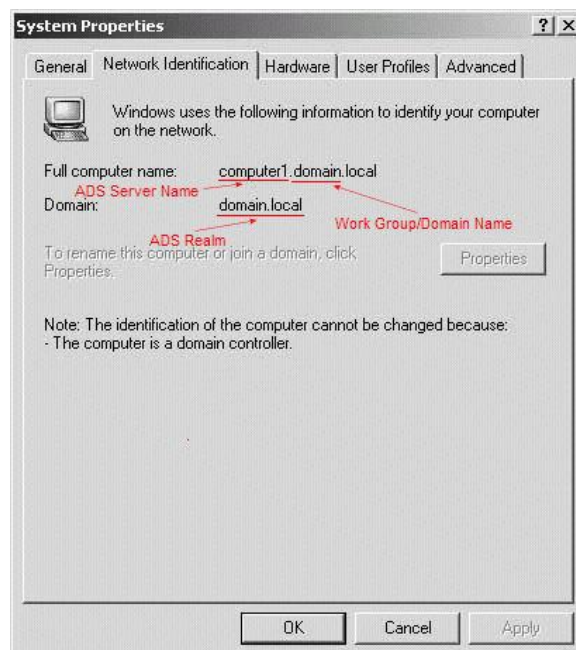 System Properties ? X
General Network Identification Hardware User Profiles Advanced
Windows uses the following information to identify your computer
on the network.
Full computer name: computer1.domain.local
ADS Server Name
Domain: domain.local
Work Group/Domain Name
ADS Realm
To rename this computer or join a domain, click
Properties.
Properties
Note: The identification of the computer cannot be changed because:
- The computer is a domain controller.
OK Cancel Apply